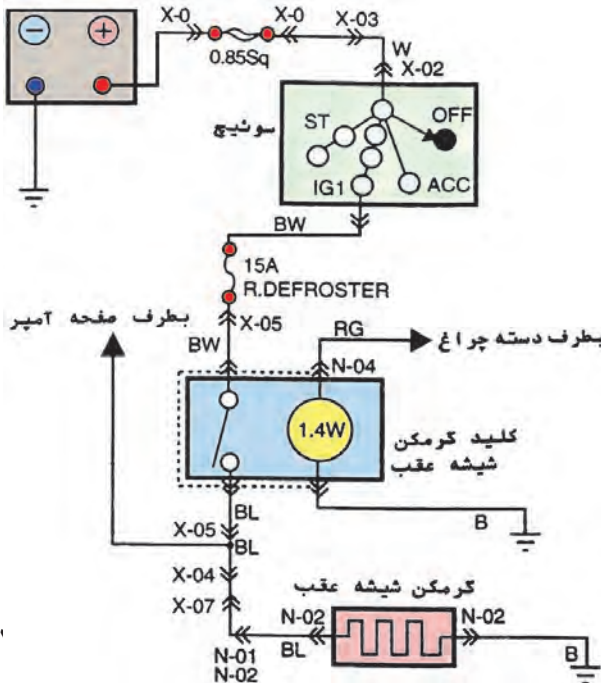 X-0 X-0 X-03
− +
0.85Sq
W
X-02
سوئیچ
ST OFF
IG1 ACC
BW
15A
R.DEFROSTER
بطرف صفحه آمپر
X-05
RG
بطرف دسته چراغ
BW
N-04
1.4W
کلید گرمکن
شیشه عقب
BL
X-05
B
BL
X-04
گرمکن شیشه عقب
X-07
N-02 N-02
BL
B
N-01
N-02